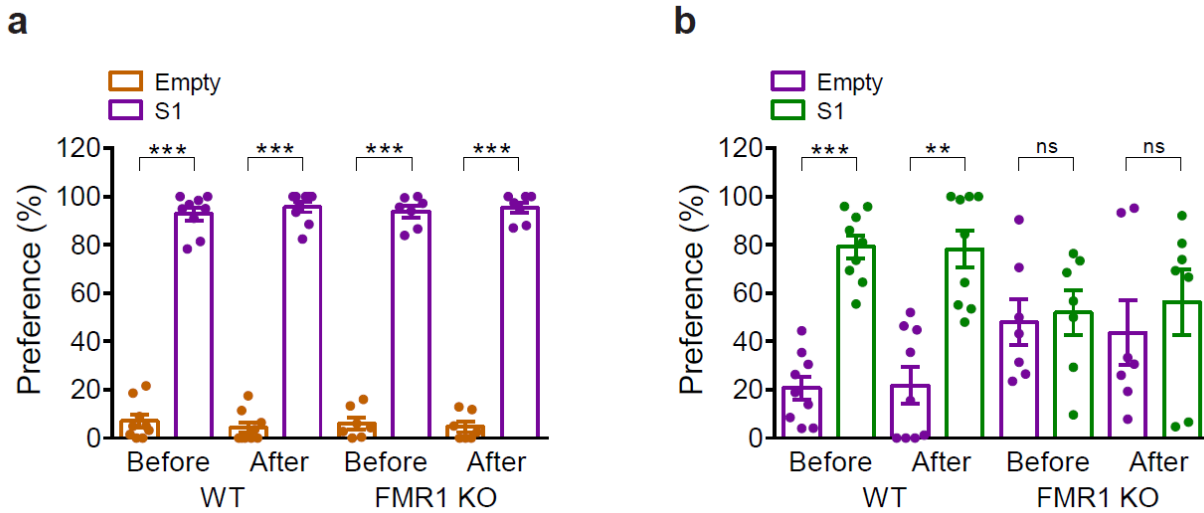 a
Empty
S1
*** *** *** ***
Preference (%)
120
100
80
60
40
20
0
Before After Before After
WT FMR1 KO
b
Empty
S1
*** ** ns ns
Preference (%)
120
100
80
60
40
20
0
Before After Before After
WT FMR1 KO